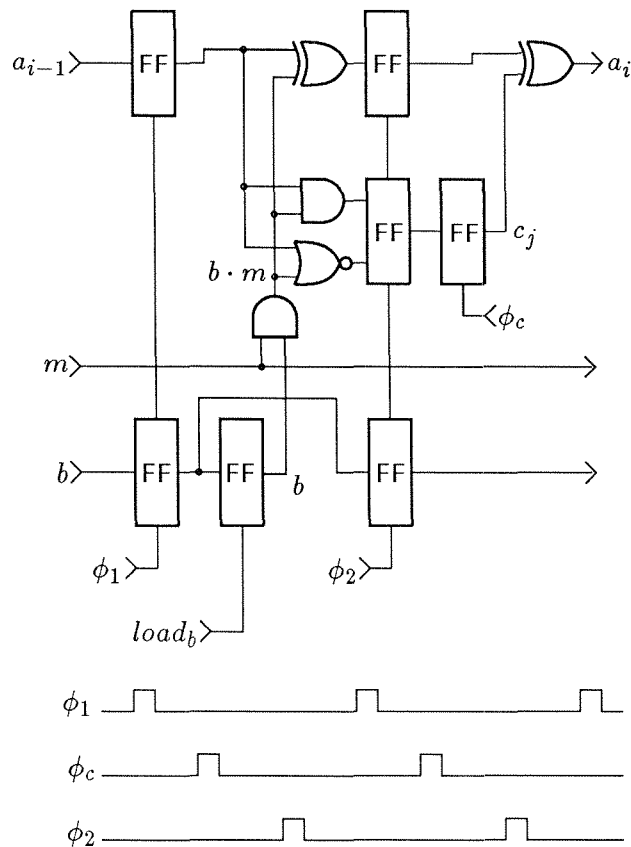 a_{i-1} FF FF a_i
FF FF c_j
b · m
ϕ_c
m
b FF FF b FF
ϕ_1 ϕ_2
load_b
ϕ_1
ϕ_c
ϕ_2